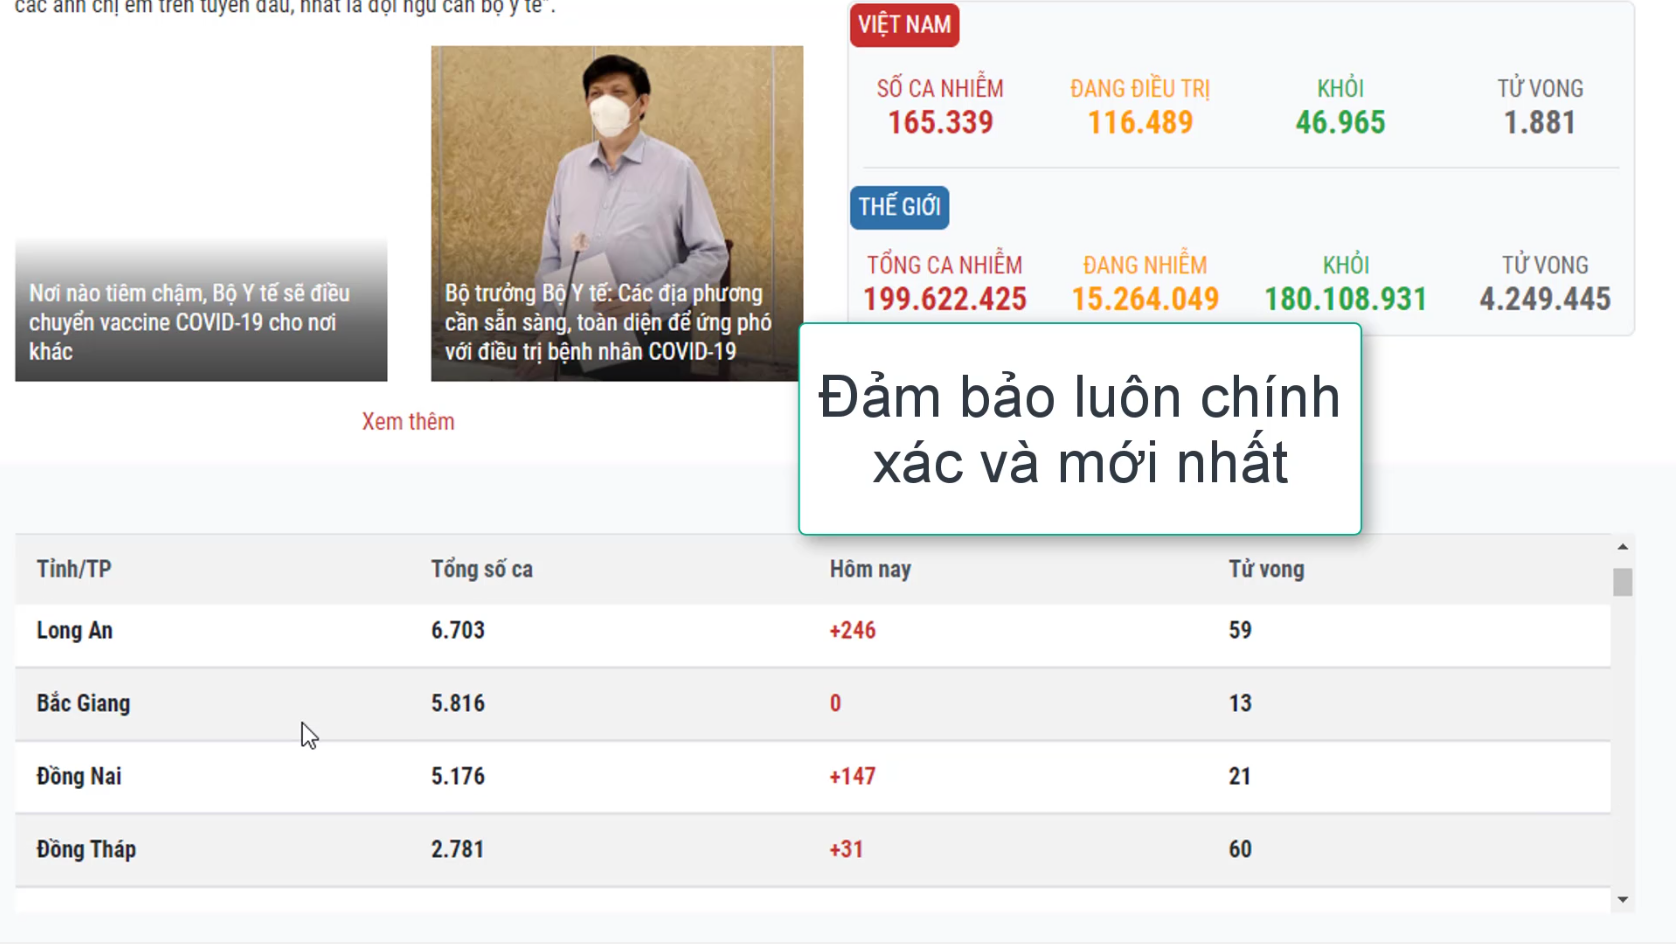 các anh chị em trên tuyến đầu, nhất là đội ngũ cán bộ y tế".
Nơi nào tiêm chậm, Bộ Y tế sẽ điều
chuyển vaccine COVID-19 cho nơi
khác
Bộ trưởng Bộ Y tế: Các địa phương
cần sẵn sàng, toàn diện để ứng phó
với điều trị bệnh nhân COVID-19
Xem thêm
VIỆT NAM
SỐ CA NHIỄM ĐANG ĐIỀU TRỊ KHỎI TỬ VONG
165.339 116.489 46.965 1.881
THẾ GIỚI
TỔNG CA NHIỄM ĐANG NHIỄM KHỎI TỬ VONG
199.622.425 15.264.049 180.108.931 4.249.445
Đảm bảo luôn chính
xác và mới nhất
Tỉnh/TP Tổng số ca Hôm nay Tử vong
Long An 6.703 +246 59
Bắc Giang 5.816 0 13
Đồng Nai 5.176 +147 21
Đồng Tháp 2.781 +31 60